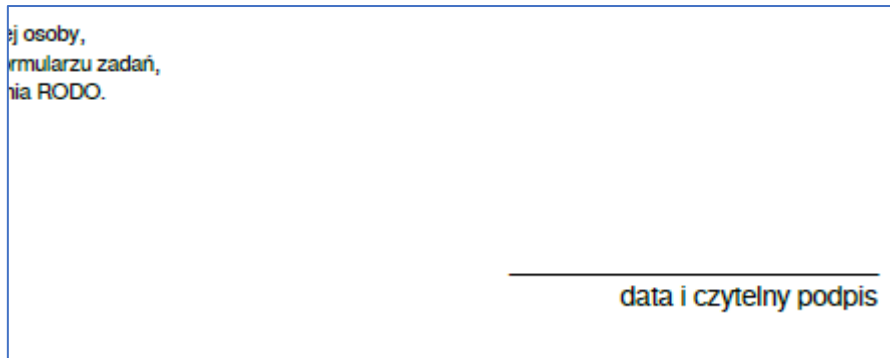 ej osoby,
rmularzu zadań,
nia RODO.
data i czytelny podpis